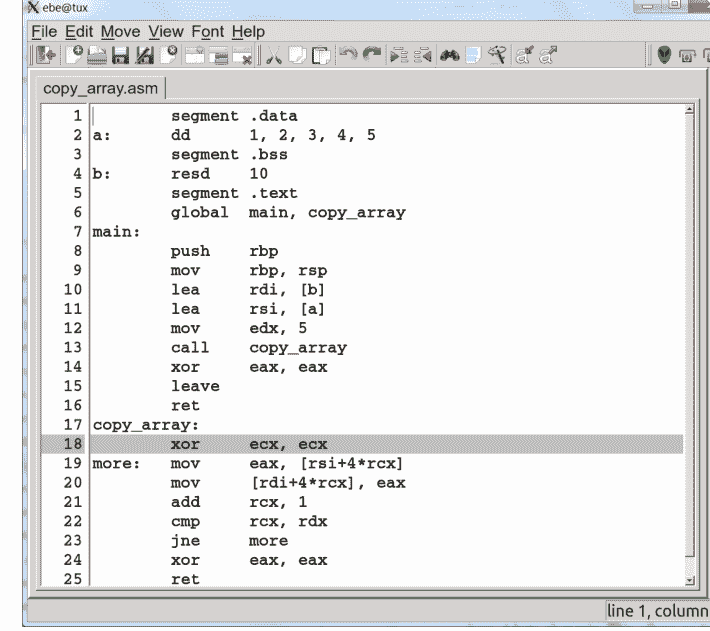 ebe@tux
File Edit Move View Font Help
copy_array.asm
1 segment .data
2 a: dd 1, 2, 3, 4, 5
3 segment .bss
4 b: resd 10
5 segment .text
6 global main, copy_array
7 main:
8 push rbp
9 mov rbp, rsp
10 lea rdi, [b]
11 lea rsi, [a]
12 mov edx, 5
13 call copy_array
14 xor eax, eax
15 leave
16 ret
17 copy_array:
18 xor ecx, ecx
19 more: mov eax, [rsi+4*rcx]
20 mov [rdi+4*rcx], eax
21 add rcx, 1
22 cmp rcx, rdx
23 jne more
24 xor eax, eax
25 ret
line 1, column